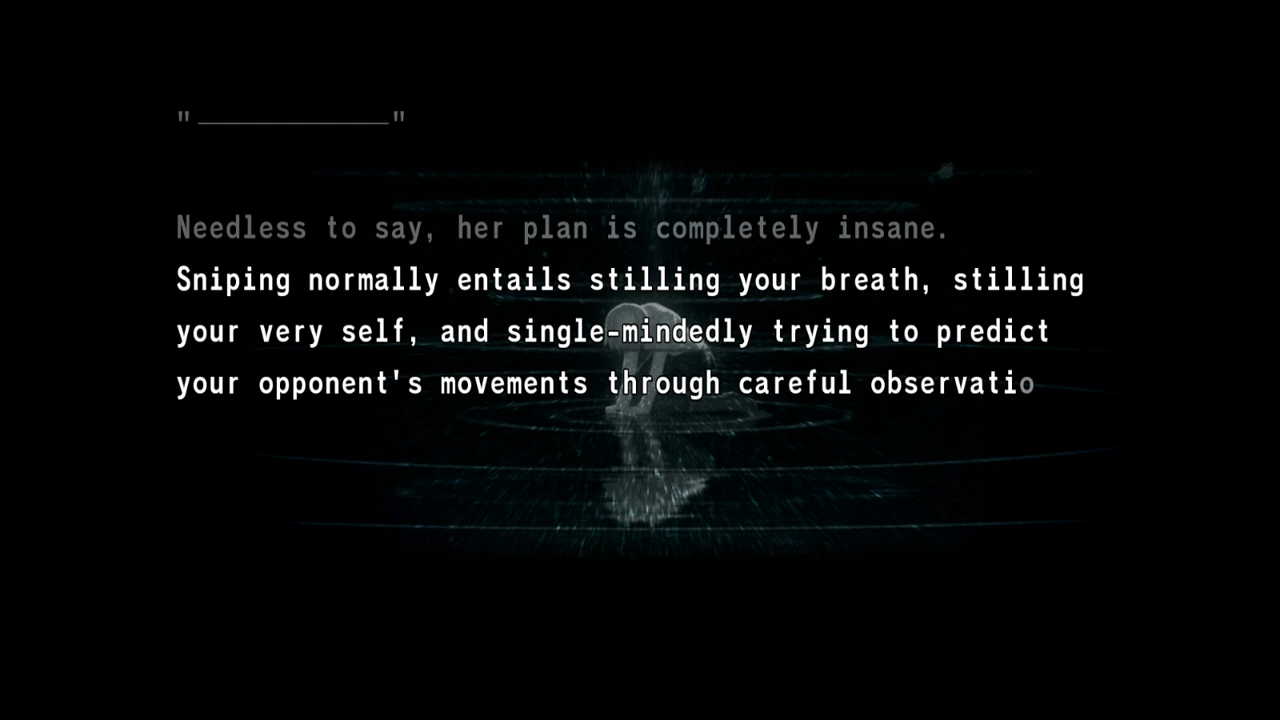 "――――――――――――"
Needless to say, her plan is completely insane.
Sniping normally entails stilling your breath, stilling
your very self, and single-mindedly trying to predict
your opponent's movements through careful observatio